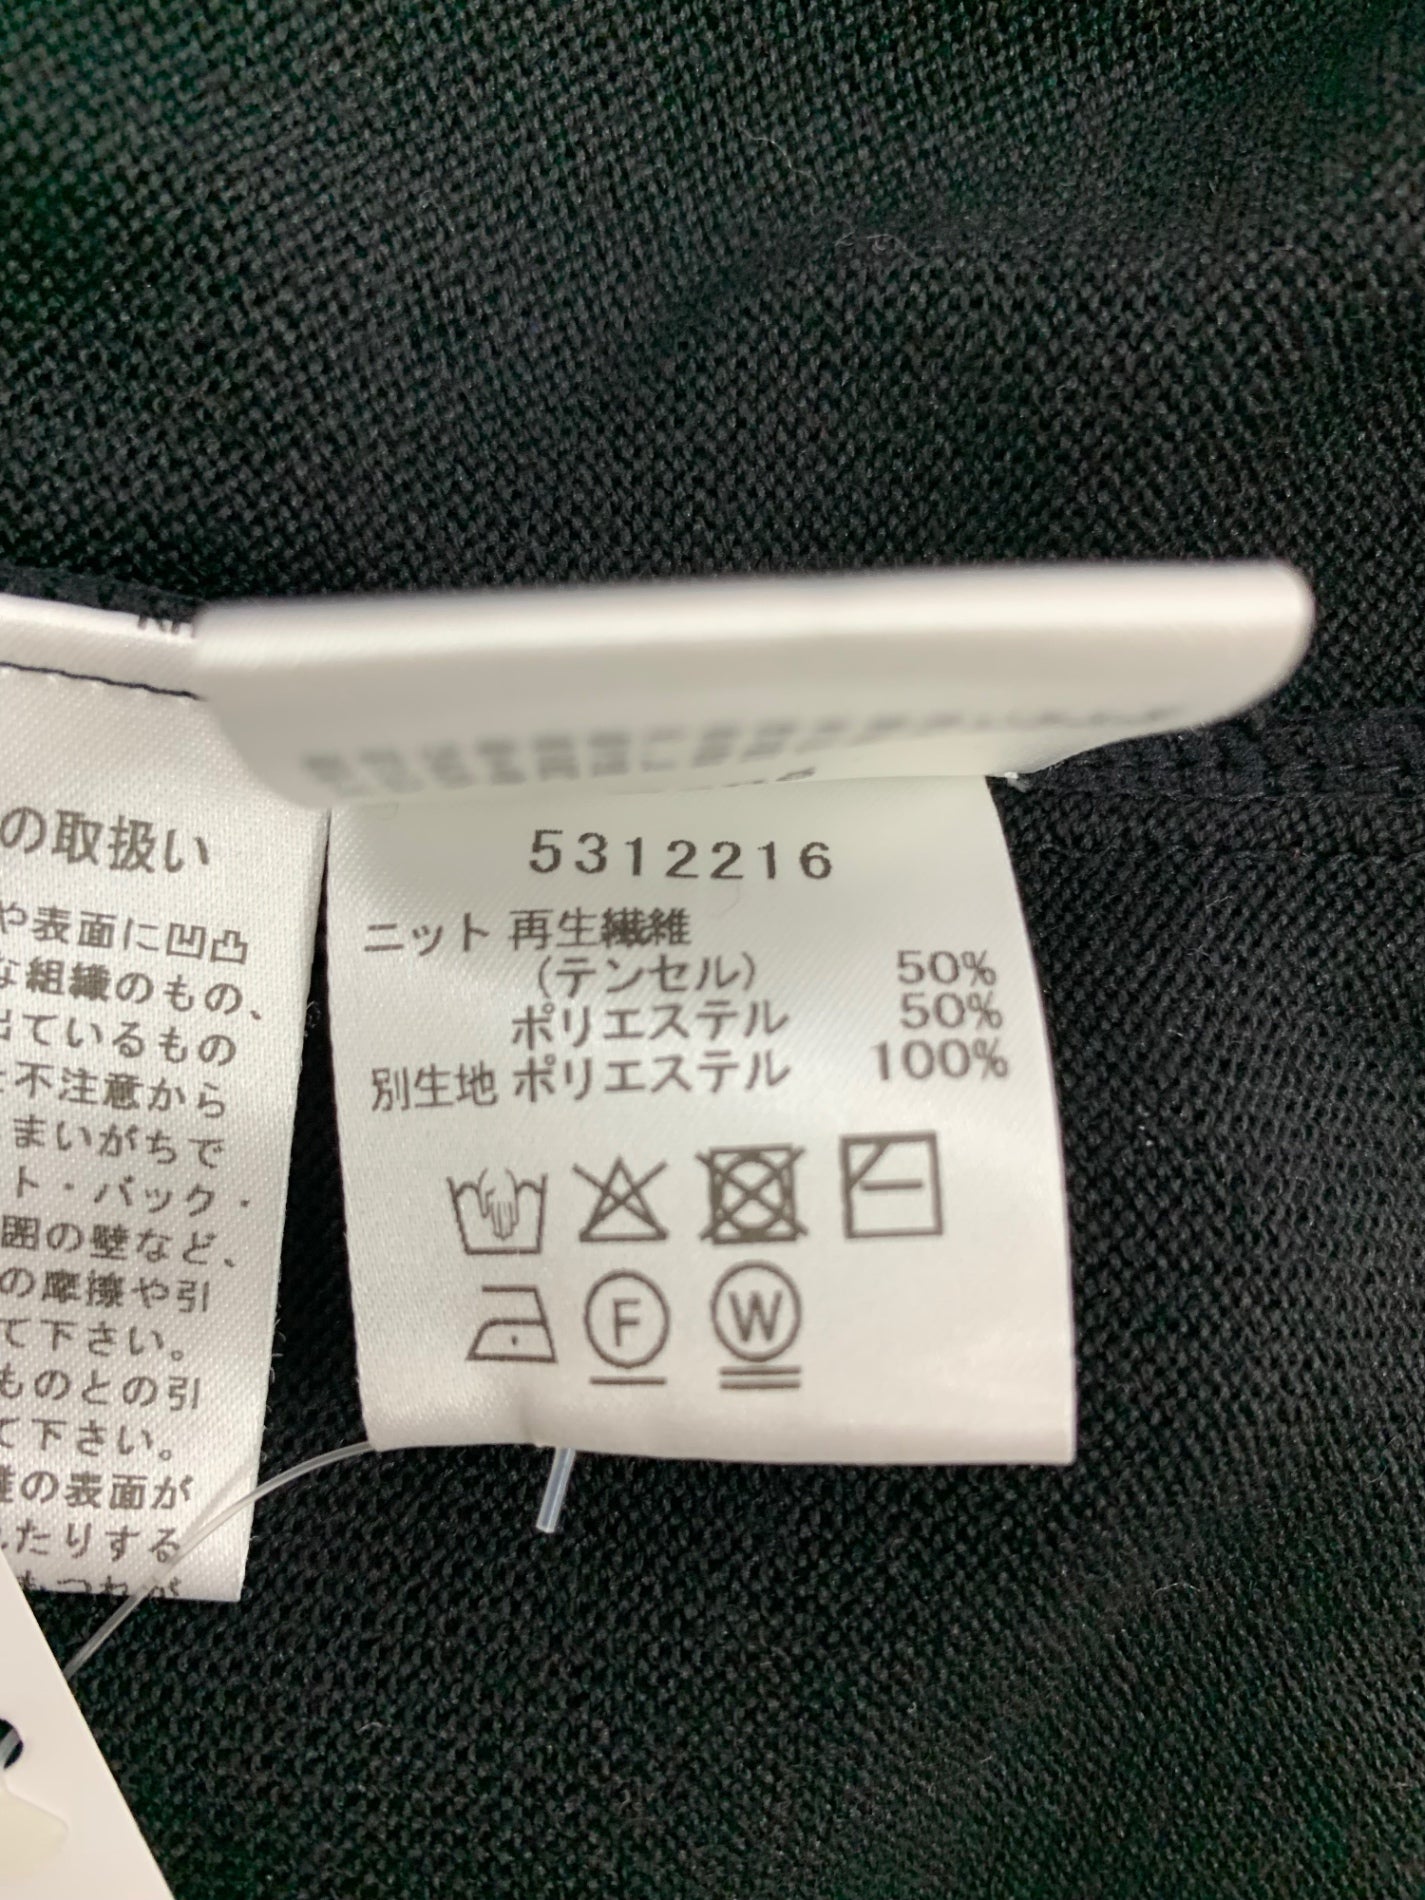 の取扱い
や表面に凹凸
な組織のもの、
出ているもの
不注意から
まいがちで
ト・バック・
囲の壁など、
の摩擦や引
て下さい。
ものとの引
て下さい。
の表面が
たりする
もつれが
5312216
ニット 再生繊維
(テンセル) 50%
ポリエステル 50%
別生地 ポリエステル 100%
F W